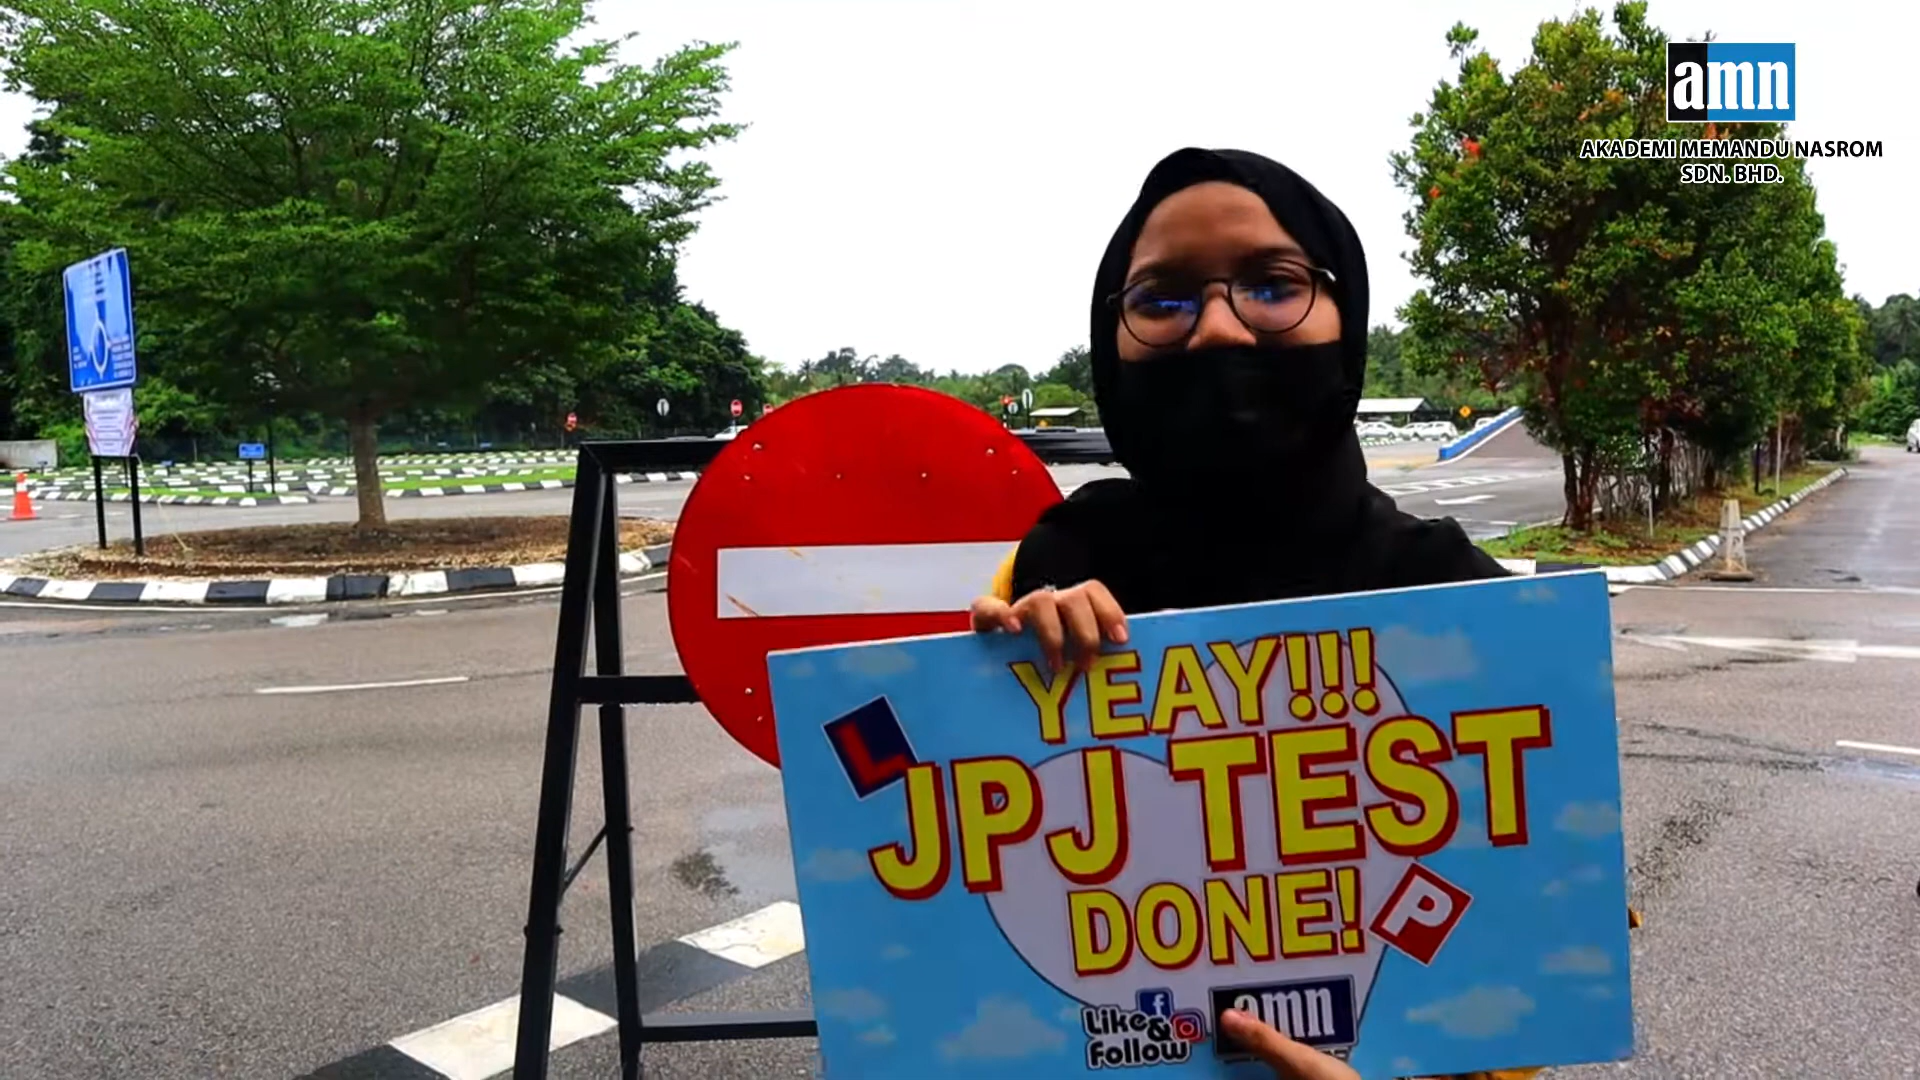 amn
AKADEMI MEMANDU NASROM
SDN. BHD.
YEAY!!!
L
JPJ TEST
DONE!
P
Like &
Follow
amn